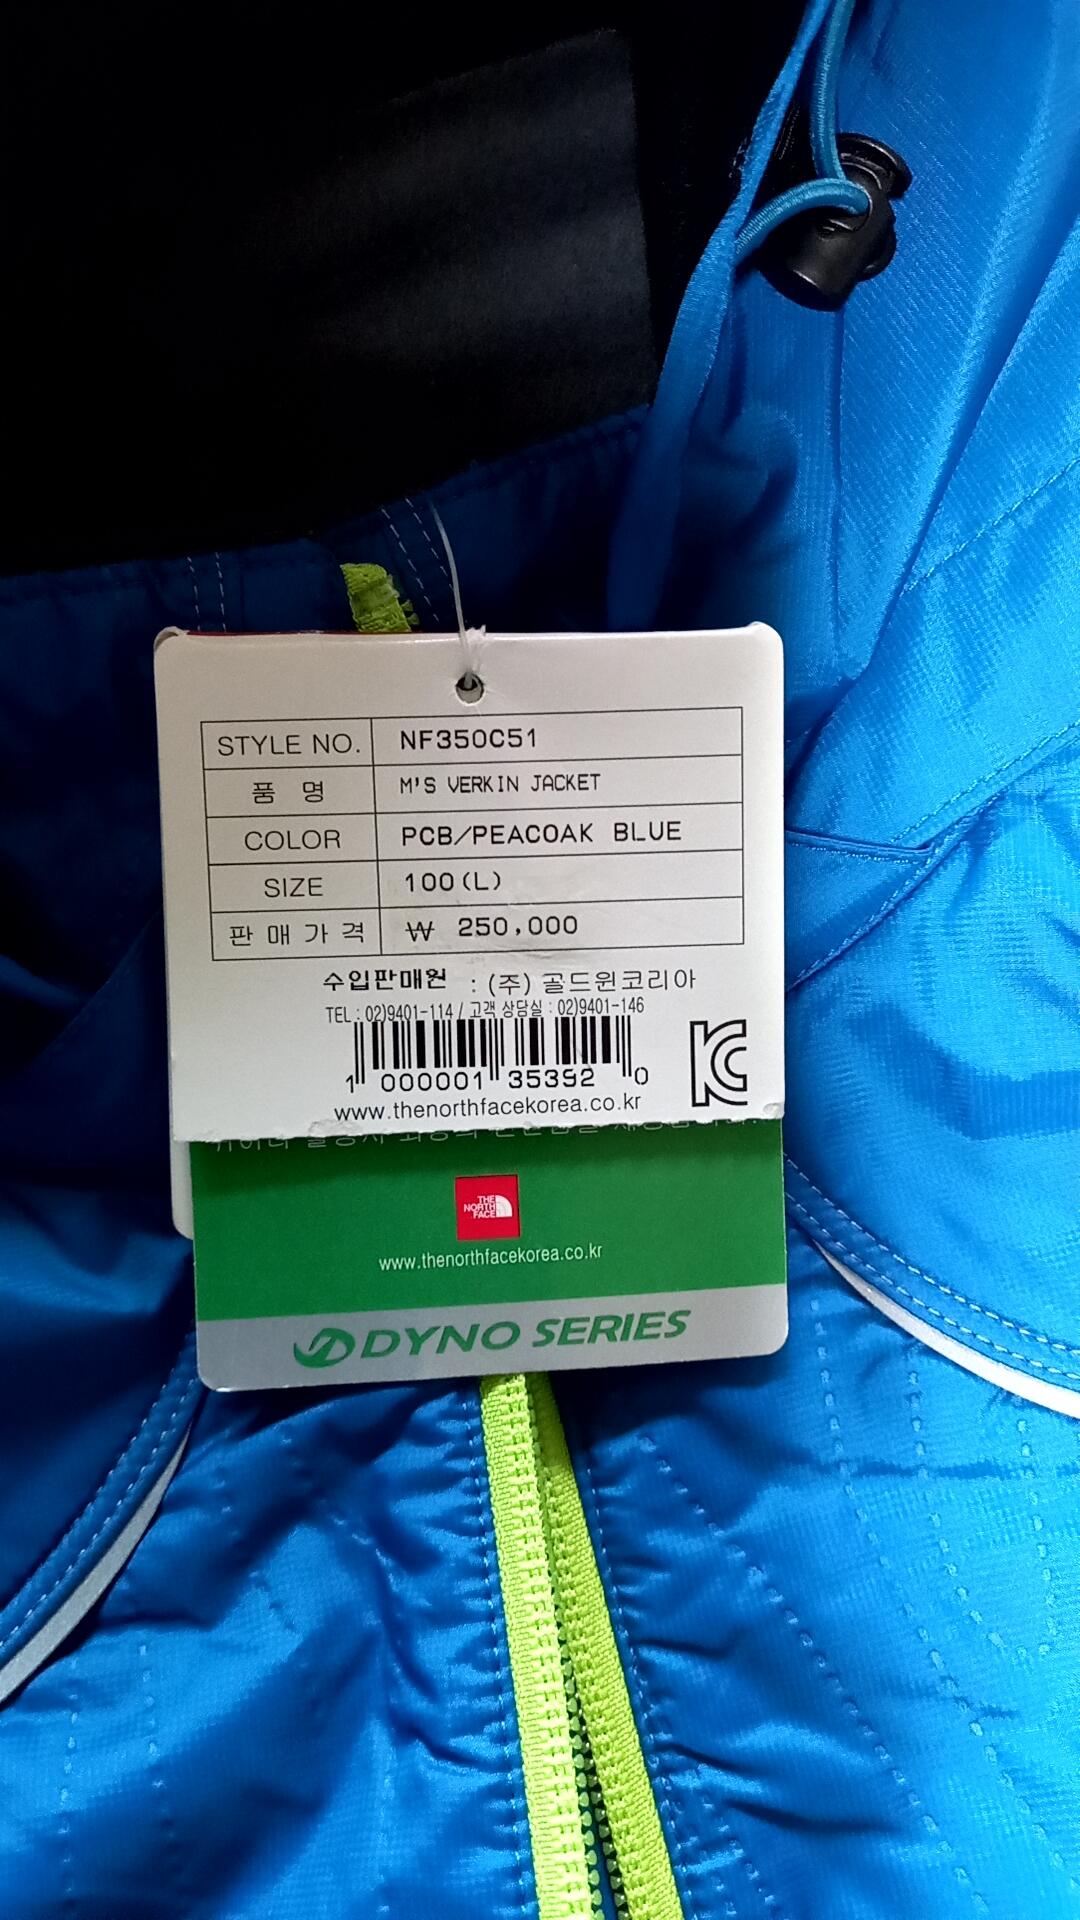 STYLE NO. NF350C51
품 명 M'S VERKIN JACKET
COLOR PCB/PEACOAK BLUE
SIZE 100(L)
판 매 가 격 ₩ 250,000
수입판매원 : (주) 골드윈코리아
TEL : 02)9401-114 / 고객 상담실 : 02)9401-146
1 000001 35392 0
www.thenorthfacekorea.co.kr
THE
NORTH
FACE
www.thenorthfacekorea.co.kr
DYNO SERIES